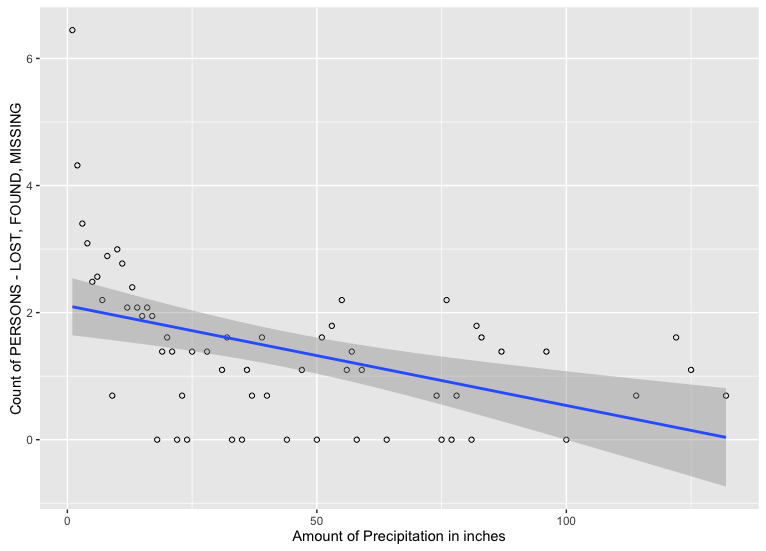 Count of PERSONS - LOST, FOUND, MISSING
6
4
2
0
0 50 100
Amount of Precipitation in inches